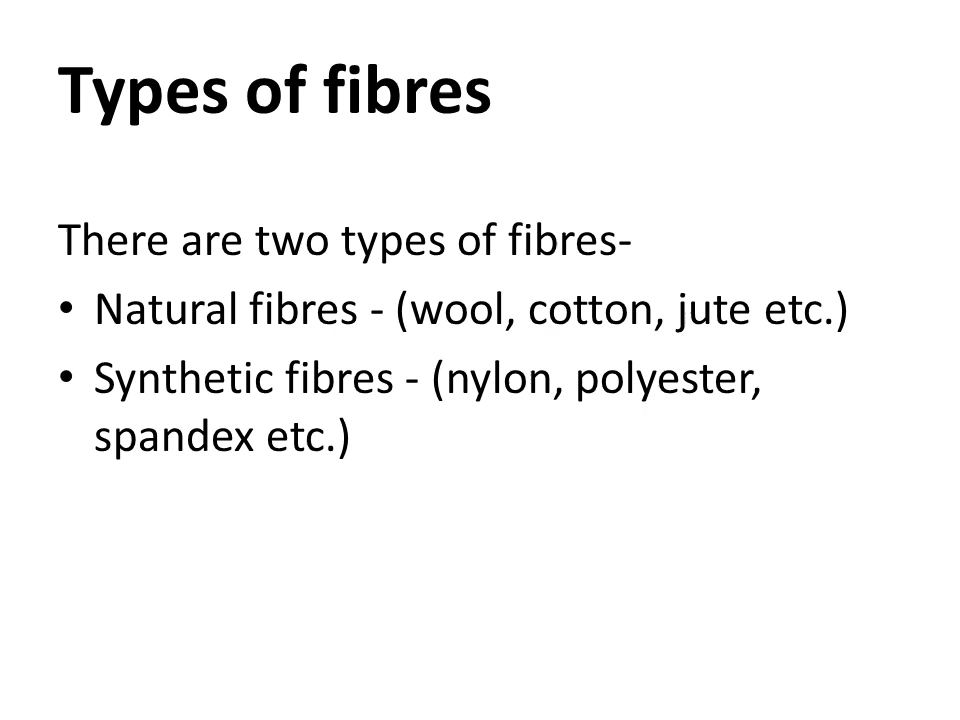 Types of fibres
There are two types of fibres-
• Natural fibres - (wool, cotton, jute etc.)
• Synthetic fibres - (nylon, polyester,
spandex etc.)